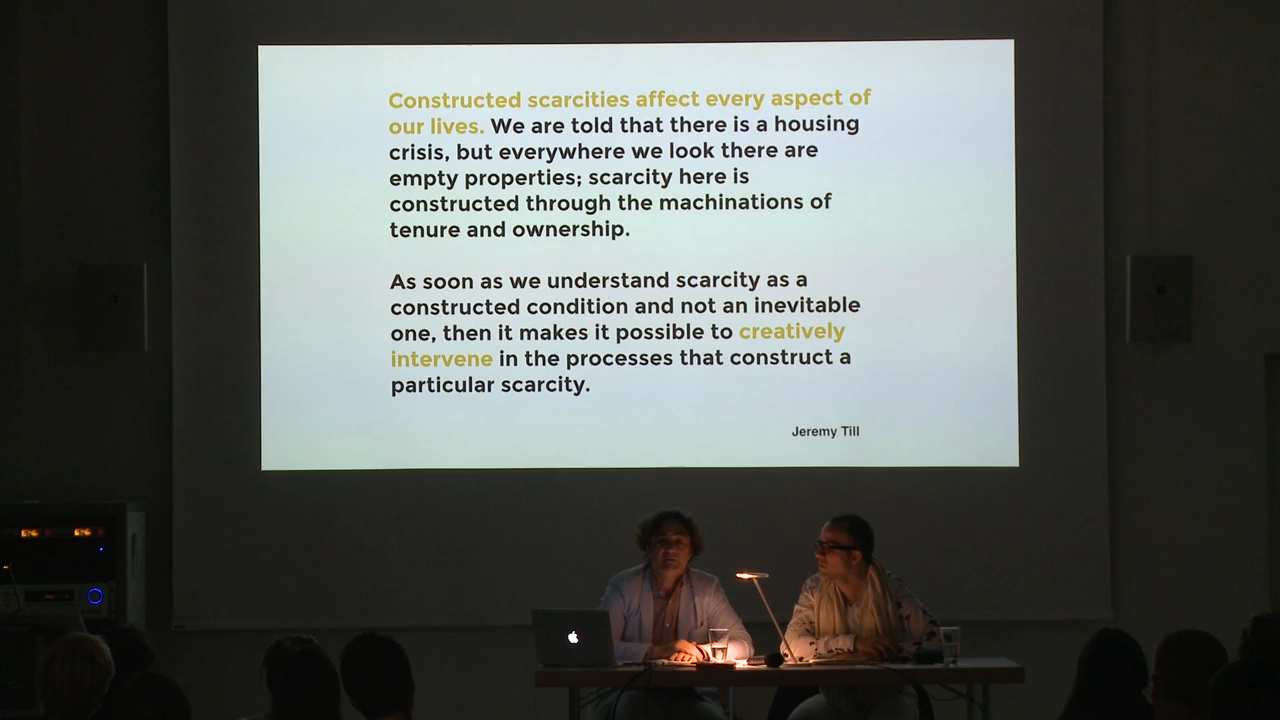 Constructed scarcities affect every aspect of
our lives. We are told that there is a housing
crisis, but everywhere we look there are
empty properties; scarcity here is
constructed through the machinations of
tenure and ownership.
As soon as we understand scarcity as a
constructed condition and not an inevitable
one, then it makes it possible to creatively
intervene in the processes that construct a
particular scarcity.
Jeremy Till